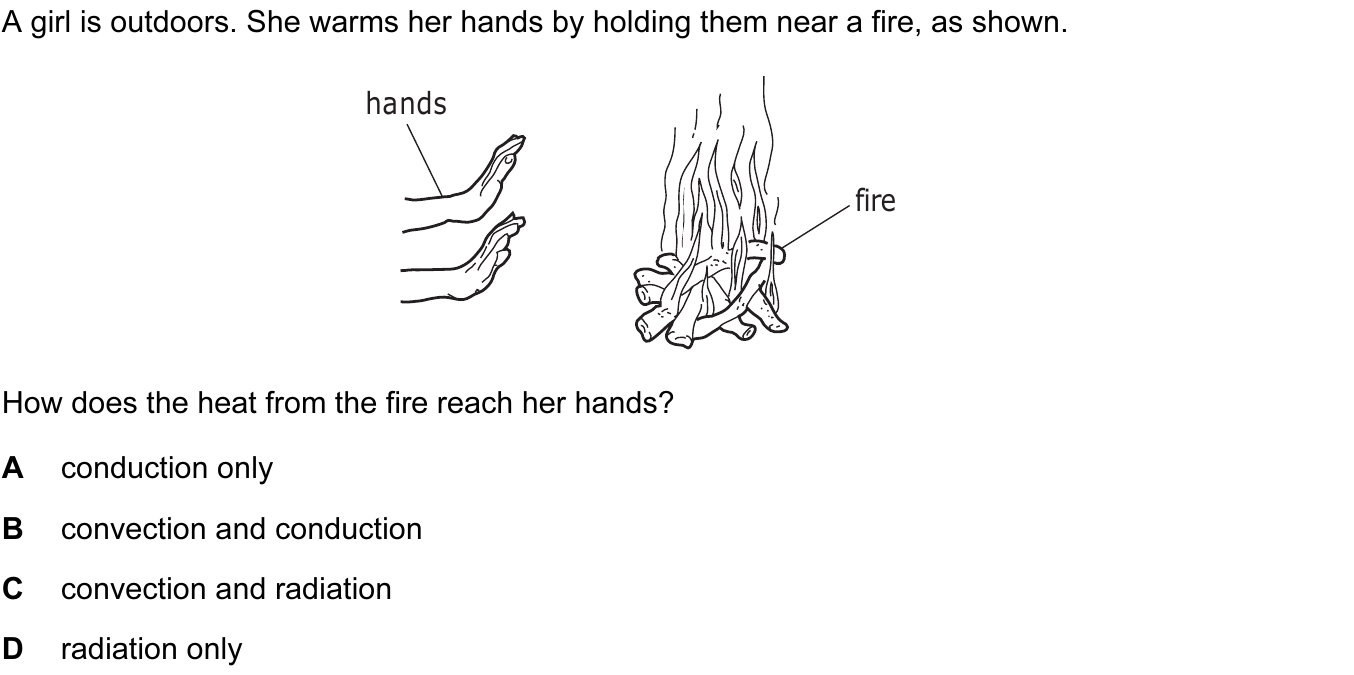 A girl is outdoors. She warms her hands by holding them near a fire, as shown.
hands
fire
How does the heat from the fire reach her hands?
A conduction only
B convection and conduction
C convection and radiation
D radiation only